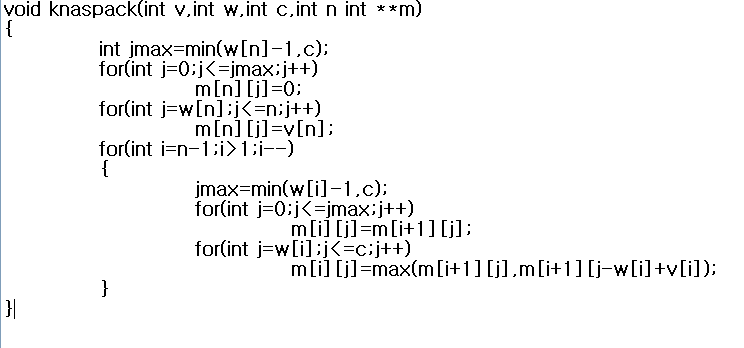 void knaspack(int v,int w,int c,int n int **m)
{
int jmax=min(w[n]-1,c);
for(int j=0;j<=jmax;j++)
m[n][j]=0;
for(int j=w[n];j<=n;j++)
m[n][j]=v[n];
for(int i=n-1;i>1;i--)
{
jmax=min(w[i]-1,c);
for(int j=0;j<=jmax;j++)
m[i][j]=m[i+1][j];
for(int j=w[i];j<=c;j++)
m[i][j]=max(m[i+1][j],m[i+1][j-w[i]+v[i]);
}
}